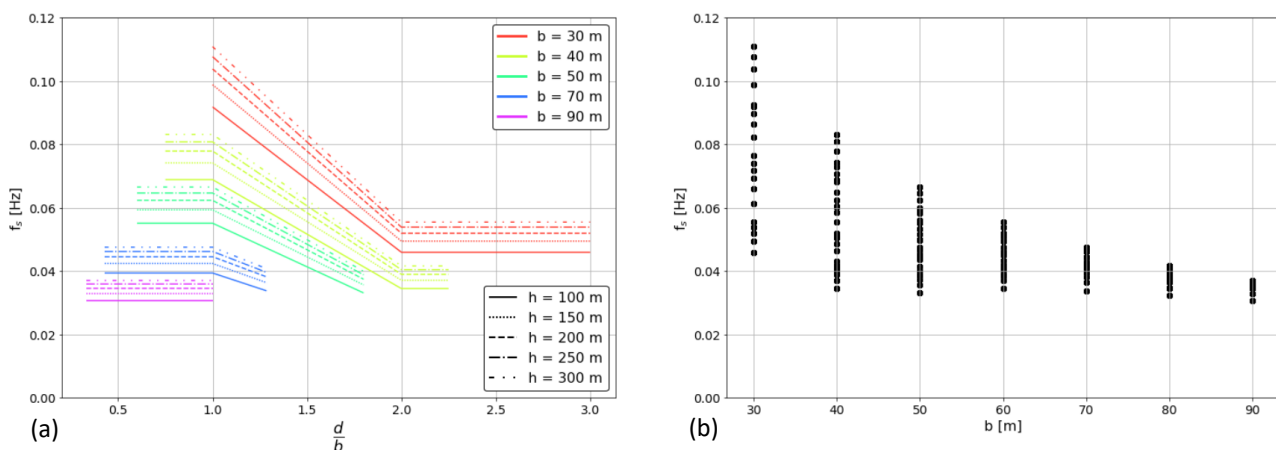 0.12
0.10
0.08
0.06
0.04
0.02
0.00
fₛ [Hz]
b = 30 m
b = 40 m
b = 50 m
b = 70 m
b = 90 m
h = 100 m
h = 150 m
h = 200 m
h = 250 m
h = 300 m
0.5 1.0 1.5 2.0 2.5 3.0
d
b
(a)
0.12
0.10
0.08
0.06
0.04
0.02
0.00
fₛ [Hz]
30 40 50 60 70 80 90
b [m]
(b)